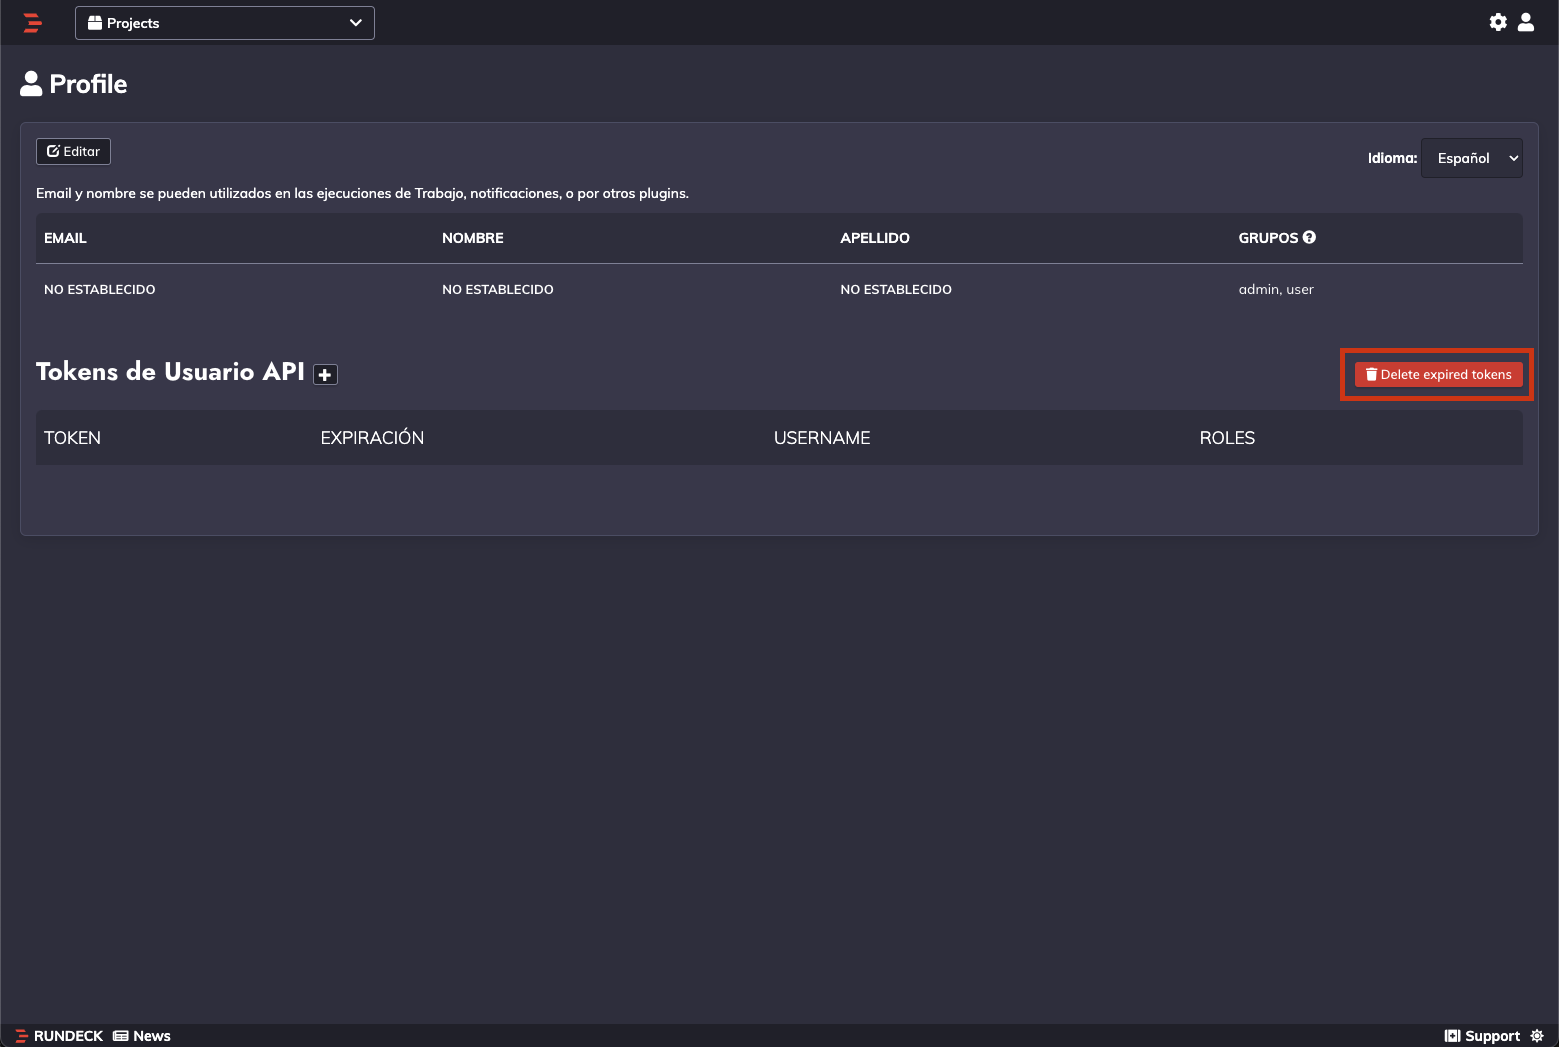 Projects
Profile
Editar
Idioma: Español
Email y nombre se pueden utilizados en las ejecuciones de Trabajo, notificaciones, o por otros plugins.
EMAIL NOMBRE APELLIDO GRUPOS
NO ESTABLECIDO NO ESTABLECIDO NO ESTABLECIDO admin, user
Tokens de Usuario API
Delete expired tokens
TOKEN EXPIRACIÓN USERNAME ROLES
RUNDECK News Support